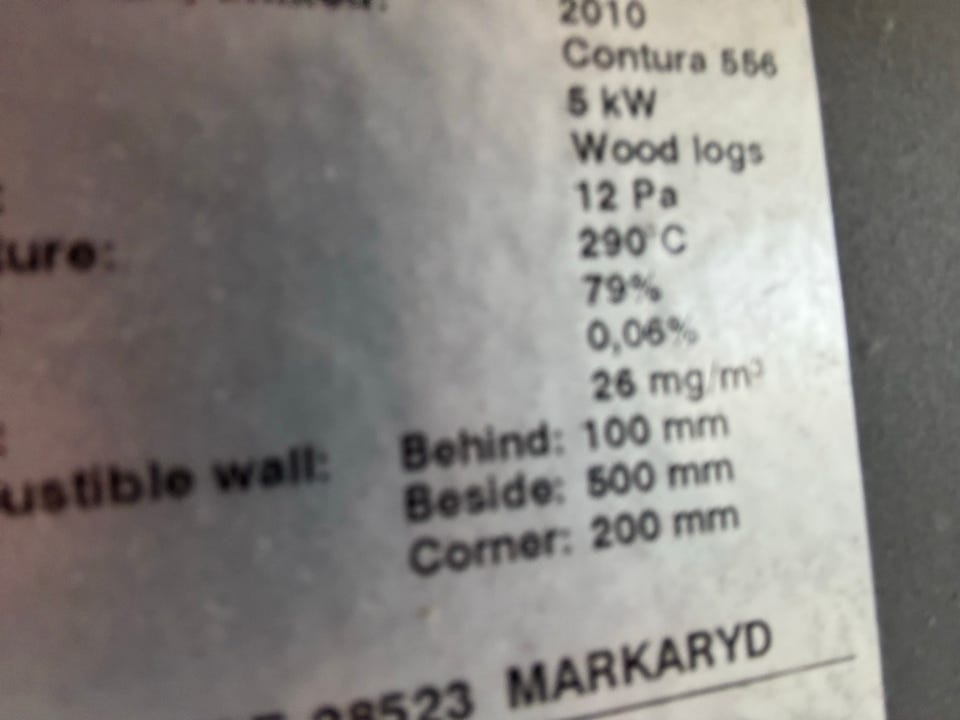 2010
Contura 556
5 kW
Wood logs
12 Pa
ture: 290°C
79%
0,06%
26 mg/m³
ustible wall: Behind: 100 mm
Beside: 500 mm
Corner: 200 mm
28523 MARKARYD